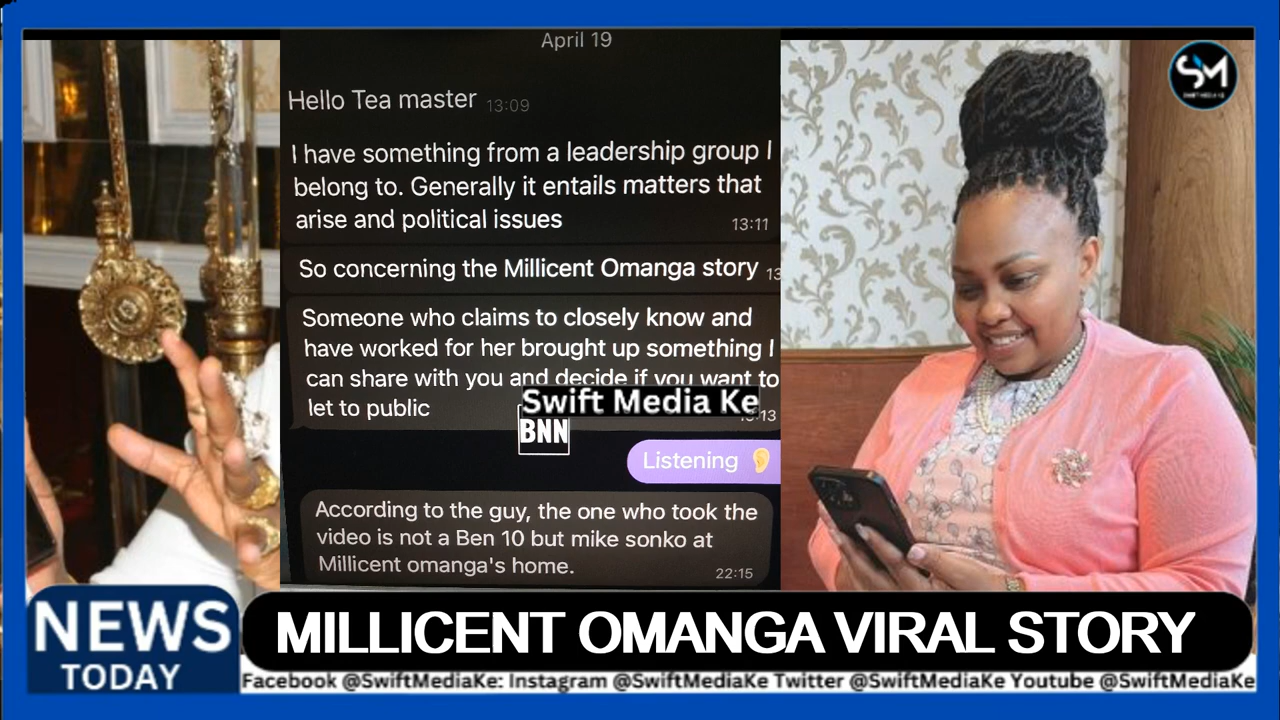 April 19
Hello Tea master 13:09
I have something from a leadership group I
belong to. Generally it entails matters that
arise and political issues
13:11
So concerning the Millicent Omanga story 13
Someone who claims to closely know and
have worked for her brought up something I
can share with you and decide if you want to
let to public
Swift Media Ke
BNN
Listening 👂
According to the guy, the one who took the
video is not a Ben 10 but mike sonko at
Millicent omanga's home.
22:15
SM
SWIFT MEDIA KE
NEWS
TODAY
MILLICENT OMANGA VIRAL STORY
Facebook @SwiftMediaKe: Instagram @SwiftMediaKe Twitter @SwiftMediaKe Youtube @SwiftMediaKe